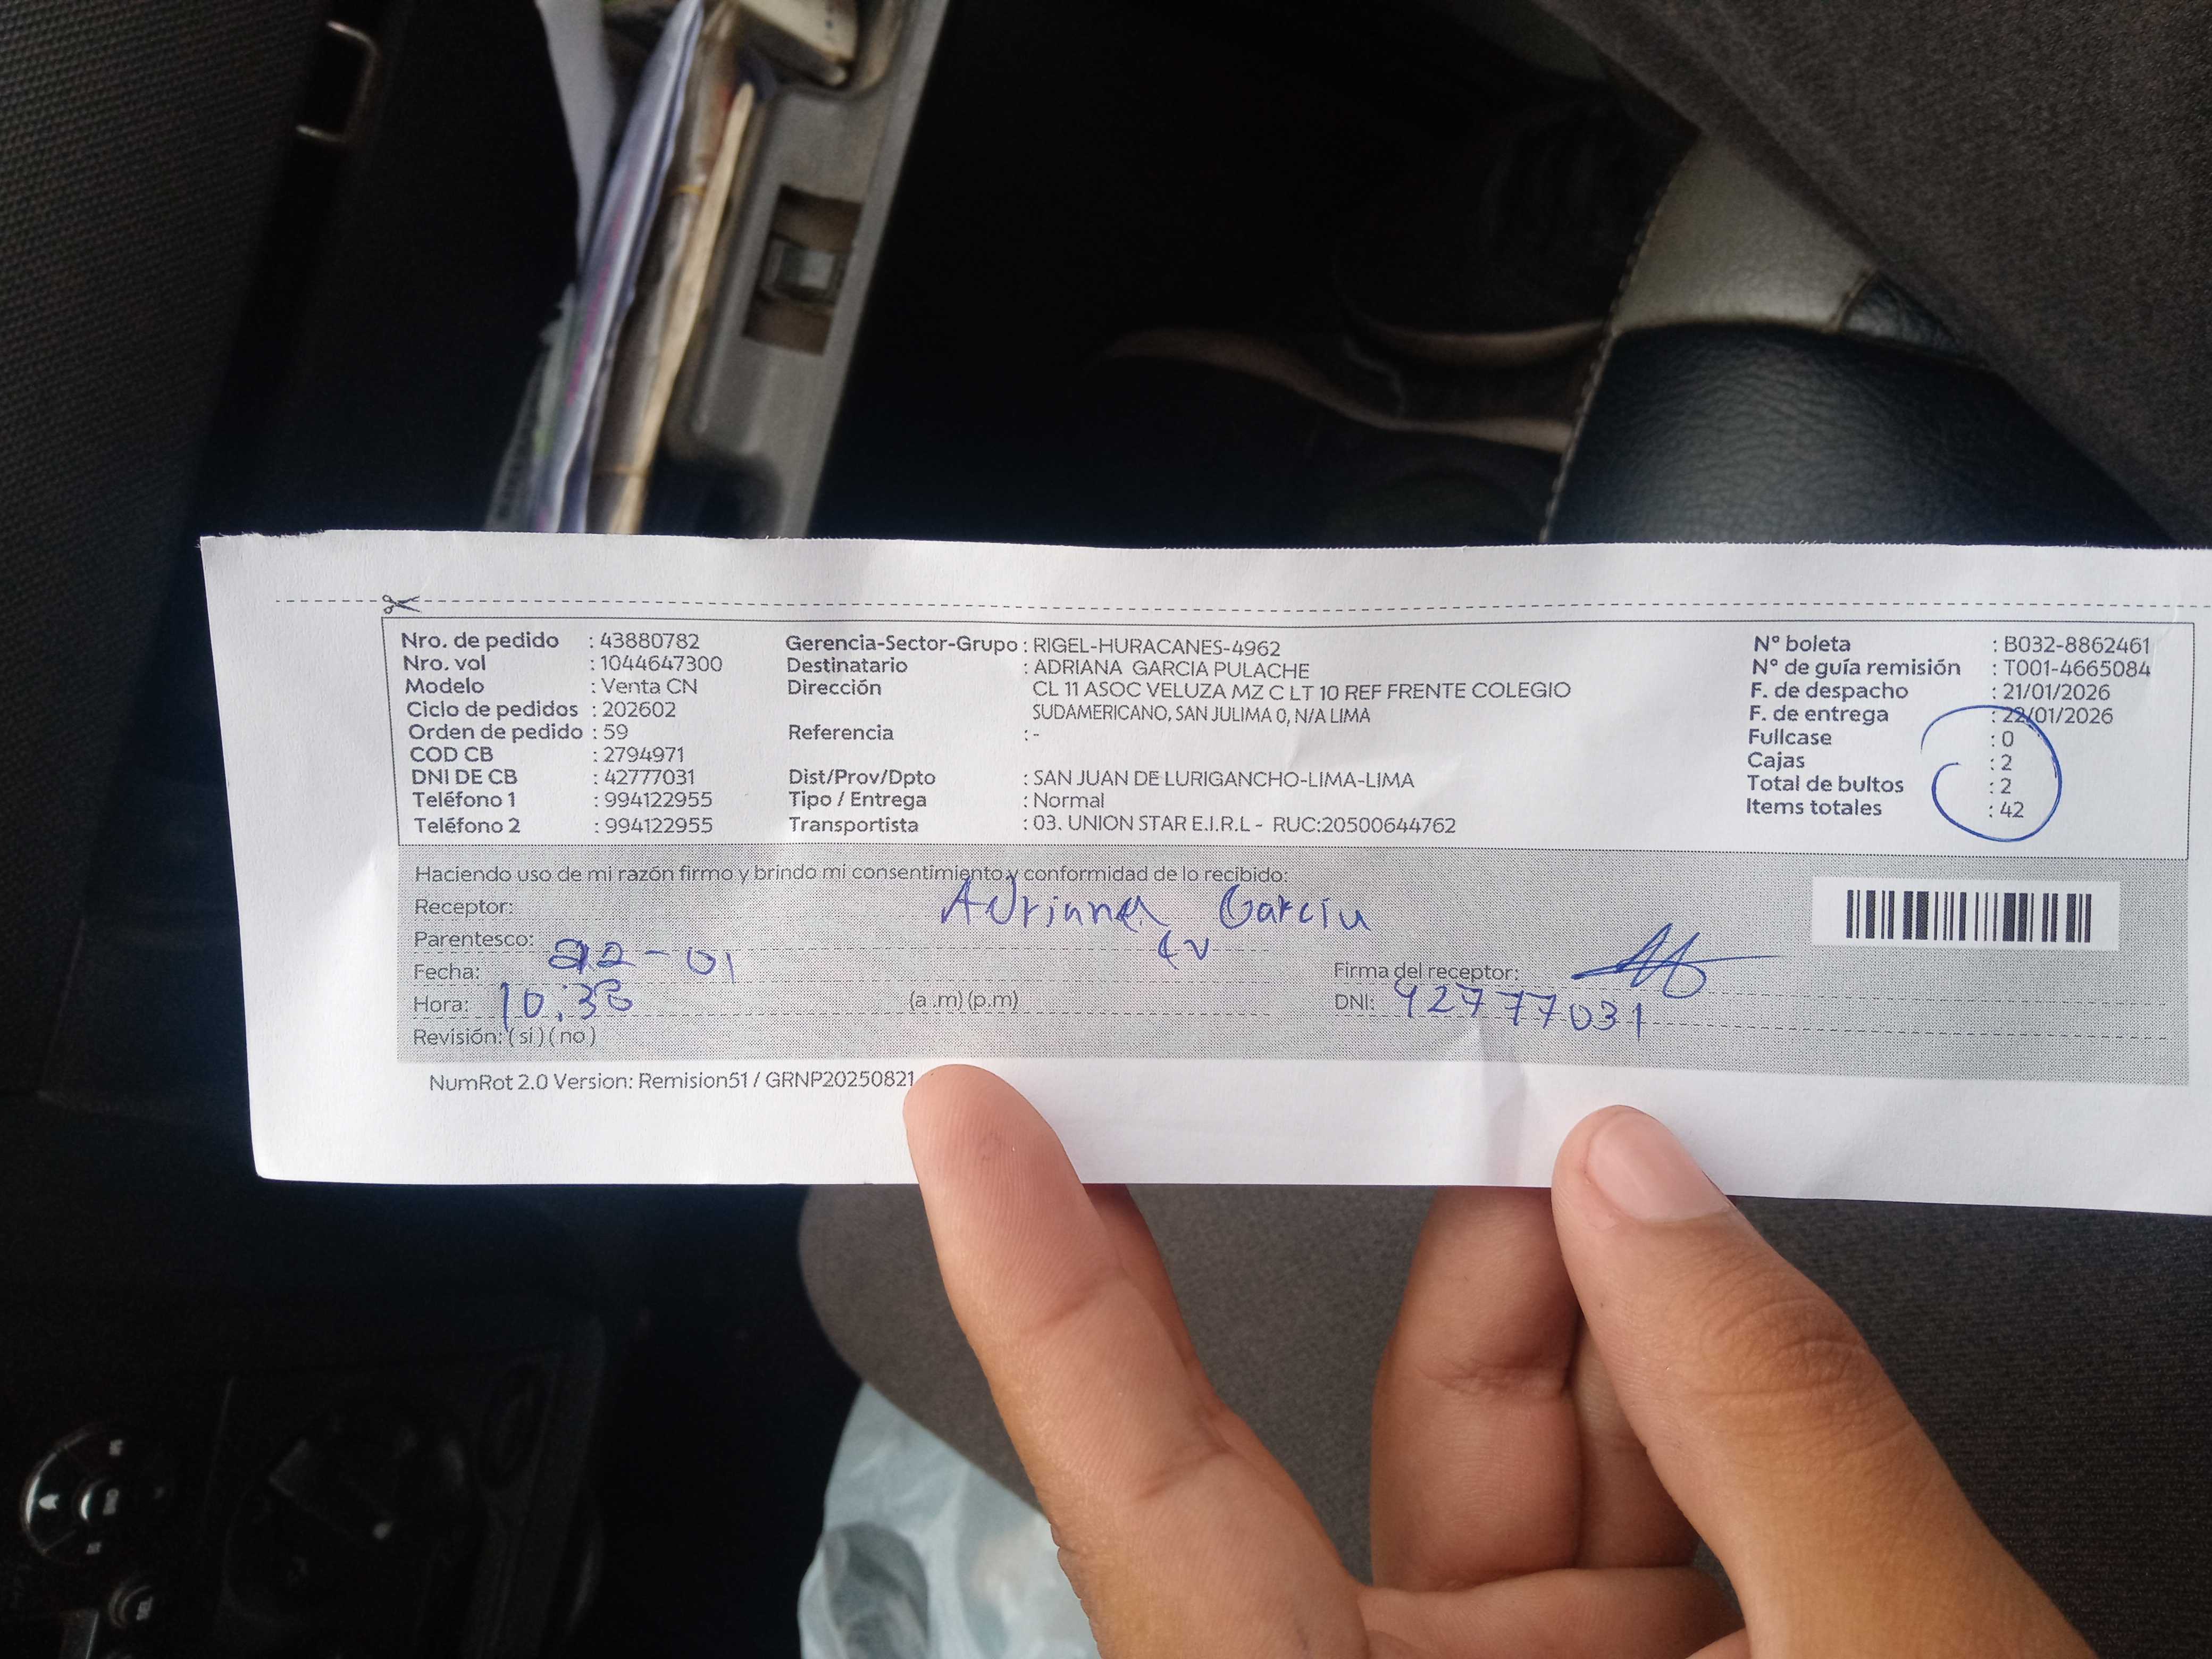 Nro. de pedido : 43880782
Nro. vol : 1044647300
Modelo : Venta CN
Ciclo de pedidos : 202602
Orden de pedido : 59
COD CB : 2794971
DNI DE CB : 42777031
Teléfono 1 : 994122955
Teléfono 2 : 994122955
Gerencia-Sector-Grupo : RIGEL-HURACANES-4962
Destinatario : ADRIANA GARCIA PULACHE
Dirección CL 11 ASOC VELUZA MZ C LT 10 REF FRENTE COLEGIO
SUDAMERICANO, SAN JULIMA 0, N/A LIMA
Referencia : -
Dist/Prov/Dpto : SAN JUAN DE LURIGANCHO-LIMA-LIMA
Tipo / Entrega : Normal
Transportista : 03. UNION STAR E.I.R.L - RUC:20500644762
Nº boleta : B032-8862461
Nº de guía remisión : T001-4665084
F. de despacho : 21/01/2026
F. de entrega : 22/01/2026
Fullcase : 0
Cajas : 2
Total de bultos : 2
Items totales : 42
Haciendo uso de mi razón firmo y brindo mi consentimiento y conformidad de lo recibido:
Receptor: Adriana Garcia
Parentesco:
Fecha: 22-01
Firma del receptor:
Hora: 10:38 (a .m) (p.m)
DNI: 42777031
Revisión: ( si ) ( no )
NumRot 2.0 Version: Remision51 / GRNP20250821